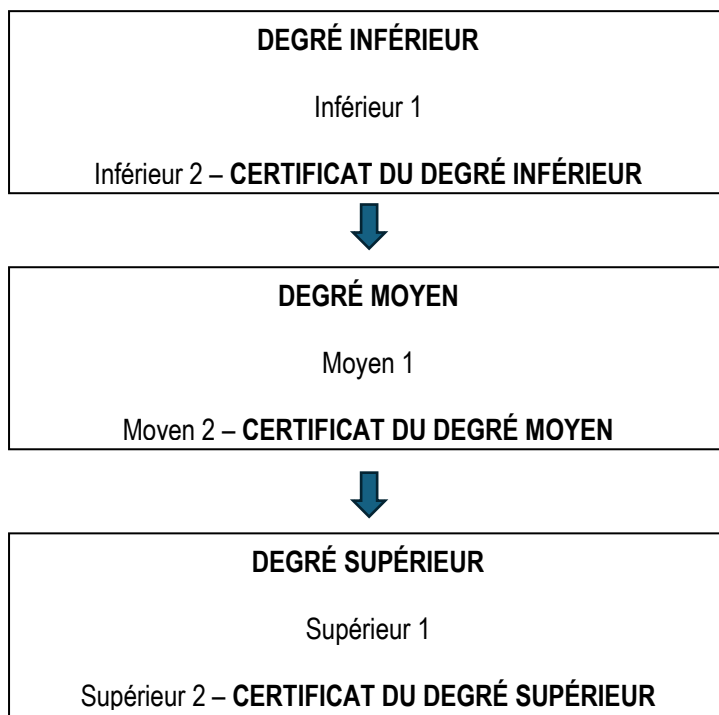 DEGRÉ INFÉRIEUR
Inférieur 1
Inférieur 2 – CERTIFICAT DU DEGRÉ INFÉRIEUR
DEGRÉ MOYEN
Moyen 1
Moven 2 – CERTIFICAT DU DEGRÉ MOYEN
DEGRÉ SUPÉRIEUR
Supérieur 1
Supérieur 2 – CERTIFICAT DU DEGRÉ SUPÉRIEUR